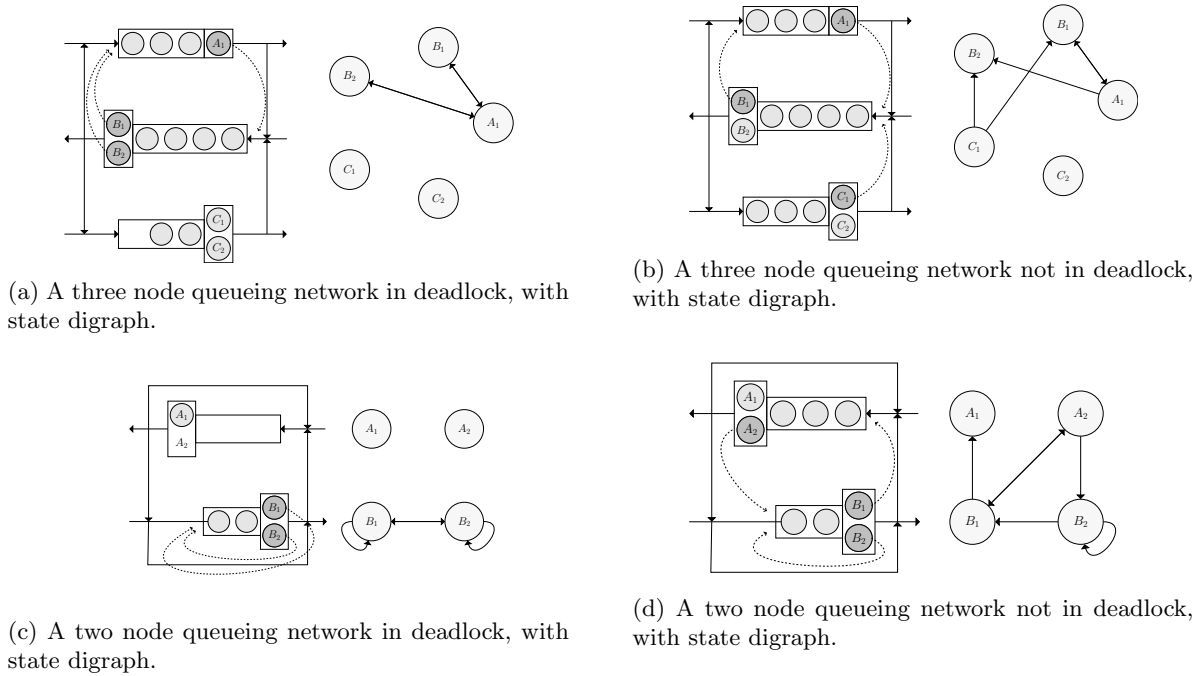 A₁
B₁
B₂
C₁
C₂
B₁
B₂
A₁
C₁
C₂
(a) A three node queueing network in deadlock, with
state digraph.
A₁
B₁
B₂
C₁
C₂
B₁
B₂
A₁
C₁
C₂
(b) A three node queueing network not in deadlock,
with state digraph.
A₁
A₂
B₁
B₂
A₁
A₂
B₁
B₂
(c) A two node queueing network in deadlock, with
state digraph.
A₁
A₂
B₁
B₂
A₁
A₂
B₁
B₂
(d) A two node queueing network not in deadlock,
with state digraph.